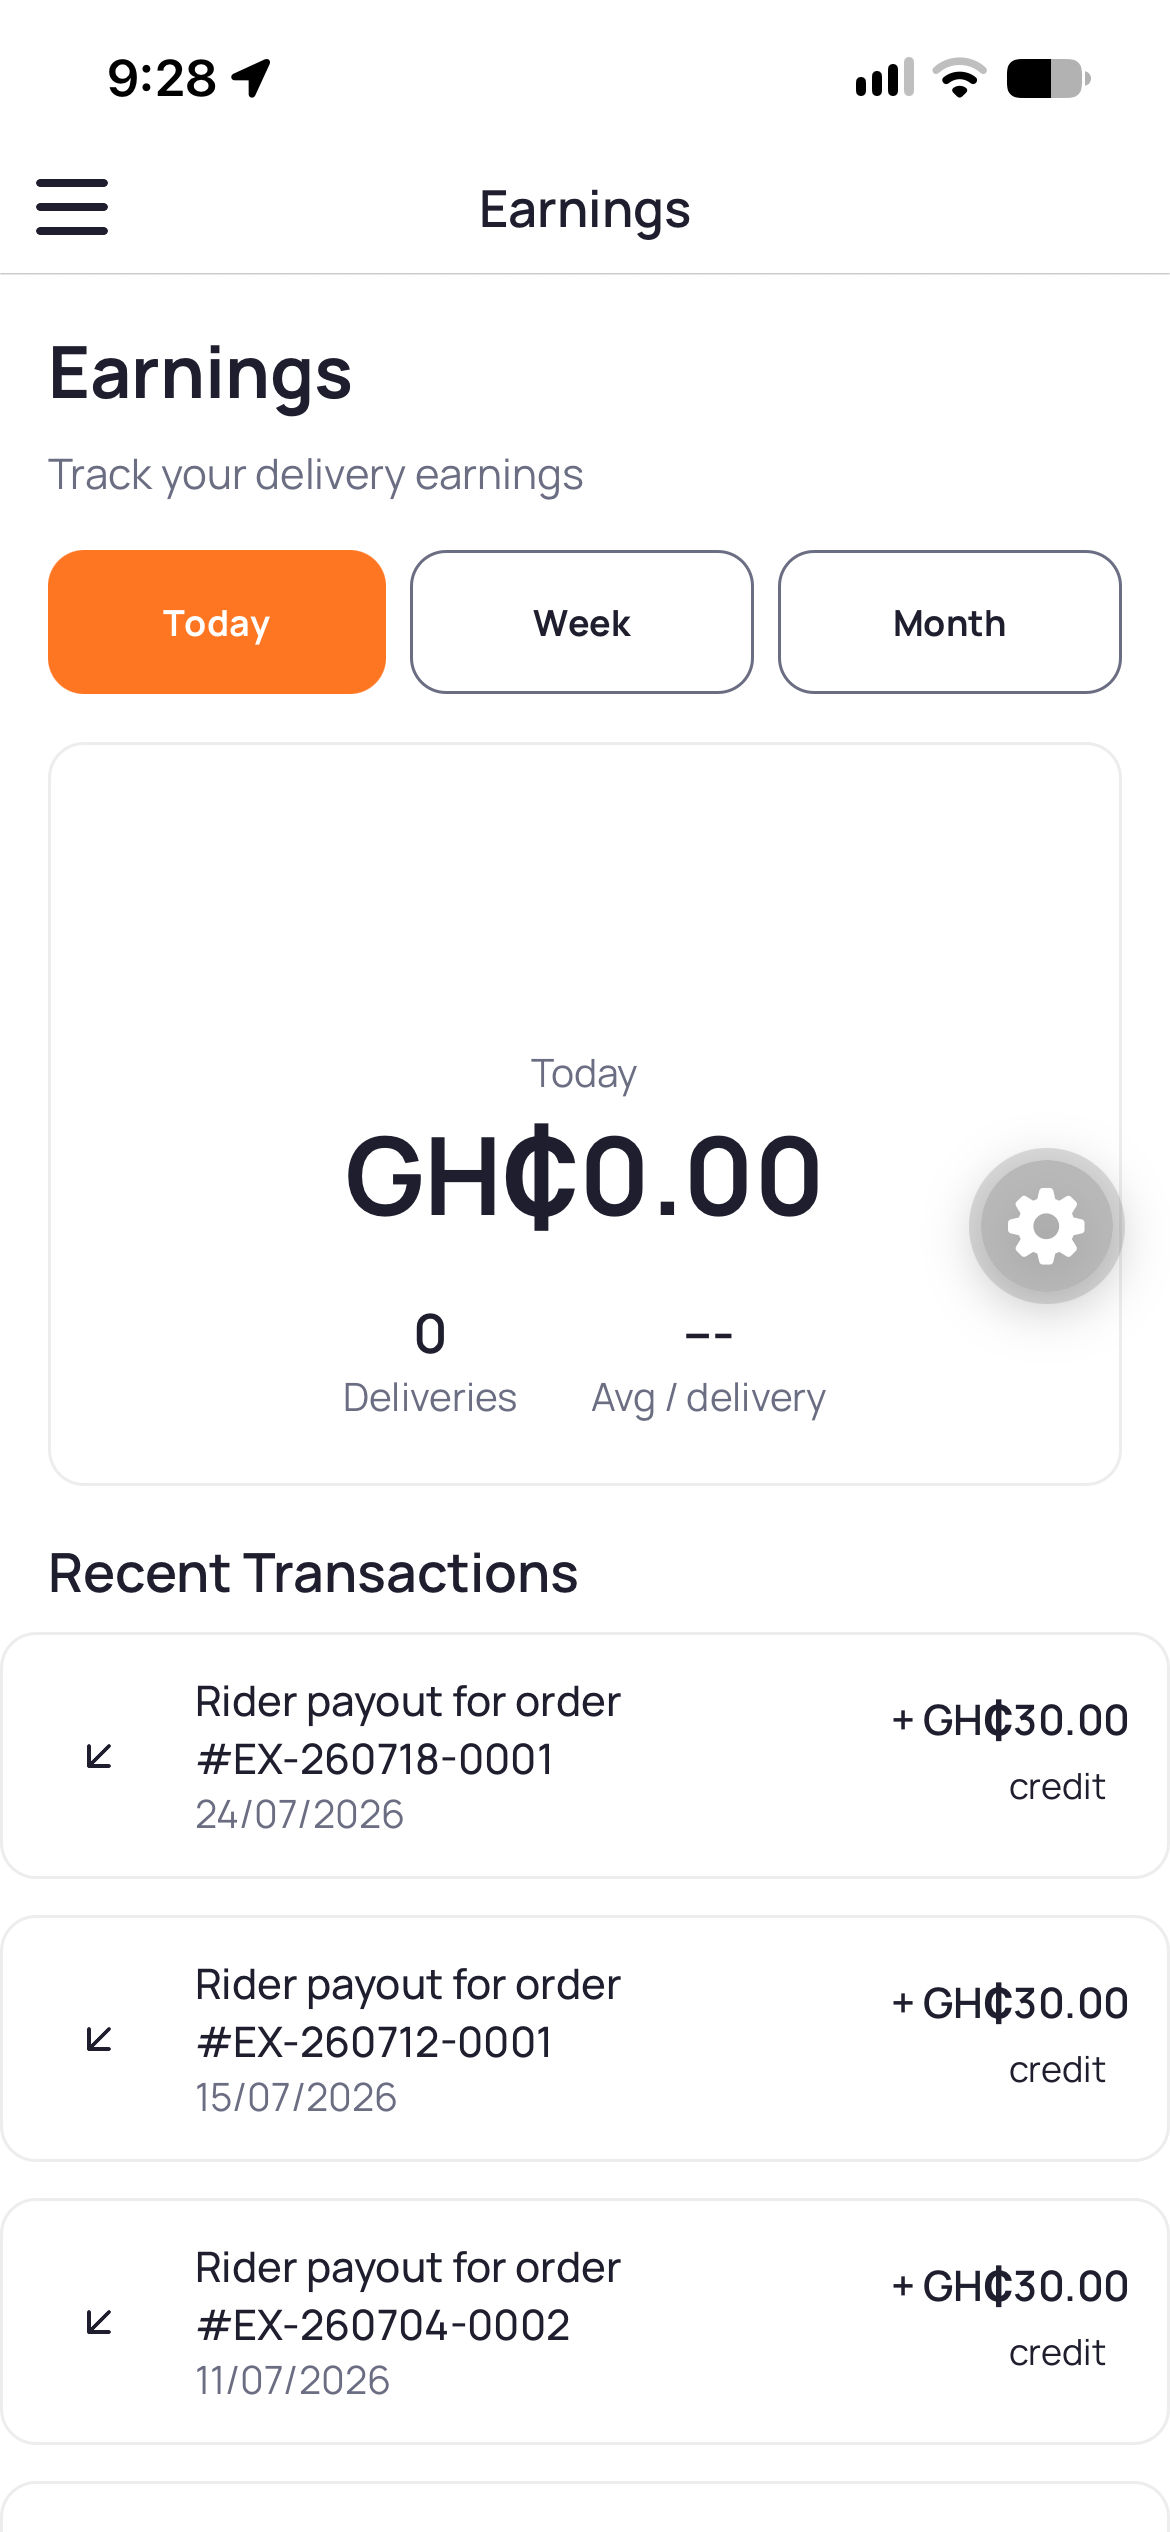 9:28
Earnings
Earnings
Track your delivery earnings
Today
Week
Month
Today
GH₵0.00
0
--
Deliveries
Avg / delivery
Recent Transactions
Rider payout for order
#EX-260718-0001
24/07/2026
+ GH₵30.00
credit
Rider payout for order
#EX-260712-0001
15/07/2026
+ GH₵30.00
credit
Rider payout for order
#EX-260704-0002
11/07/2026
+ GH₵30.00
credit